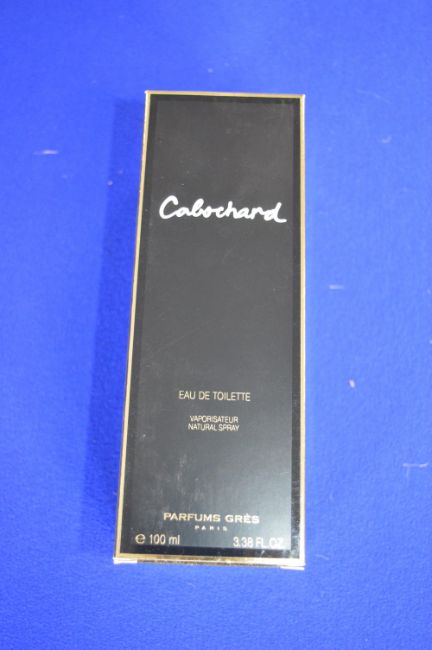 Cabochard
EAU DE TOILETTE
VAPORISATEUR
NATURAL SPRAY
PARFUMS GRÈS
PARIS
℮ 100 ml 3.38 FL.OZ.